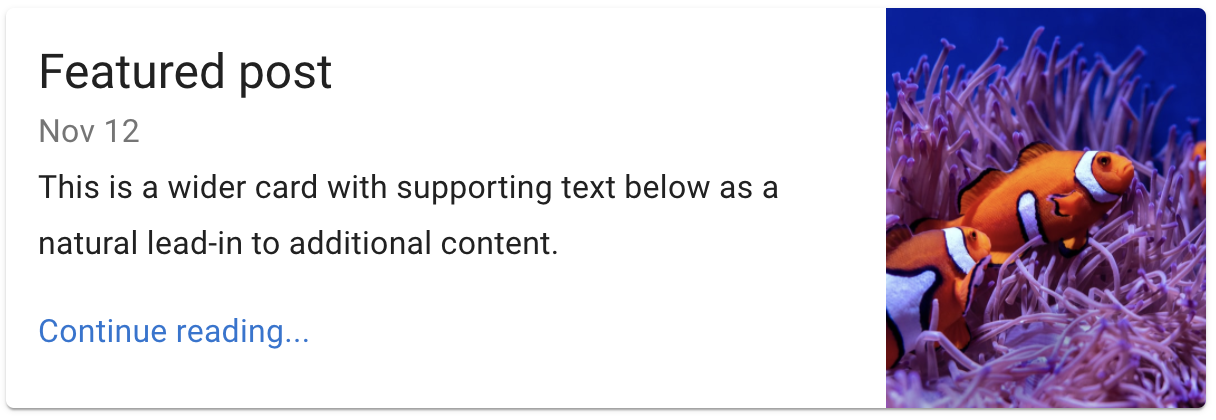 Featured post
Nov 12
This is a wider card with supporting text below as a
natural lead-in to additional content.
Continue reading...